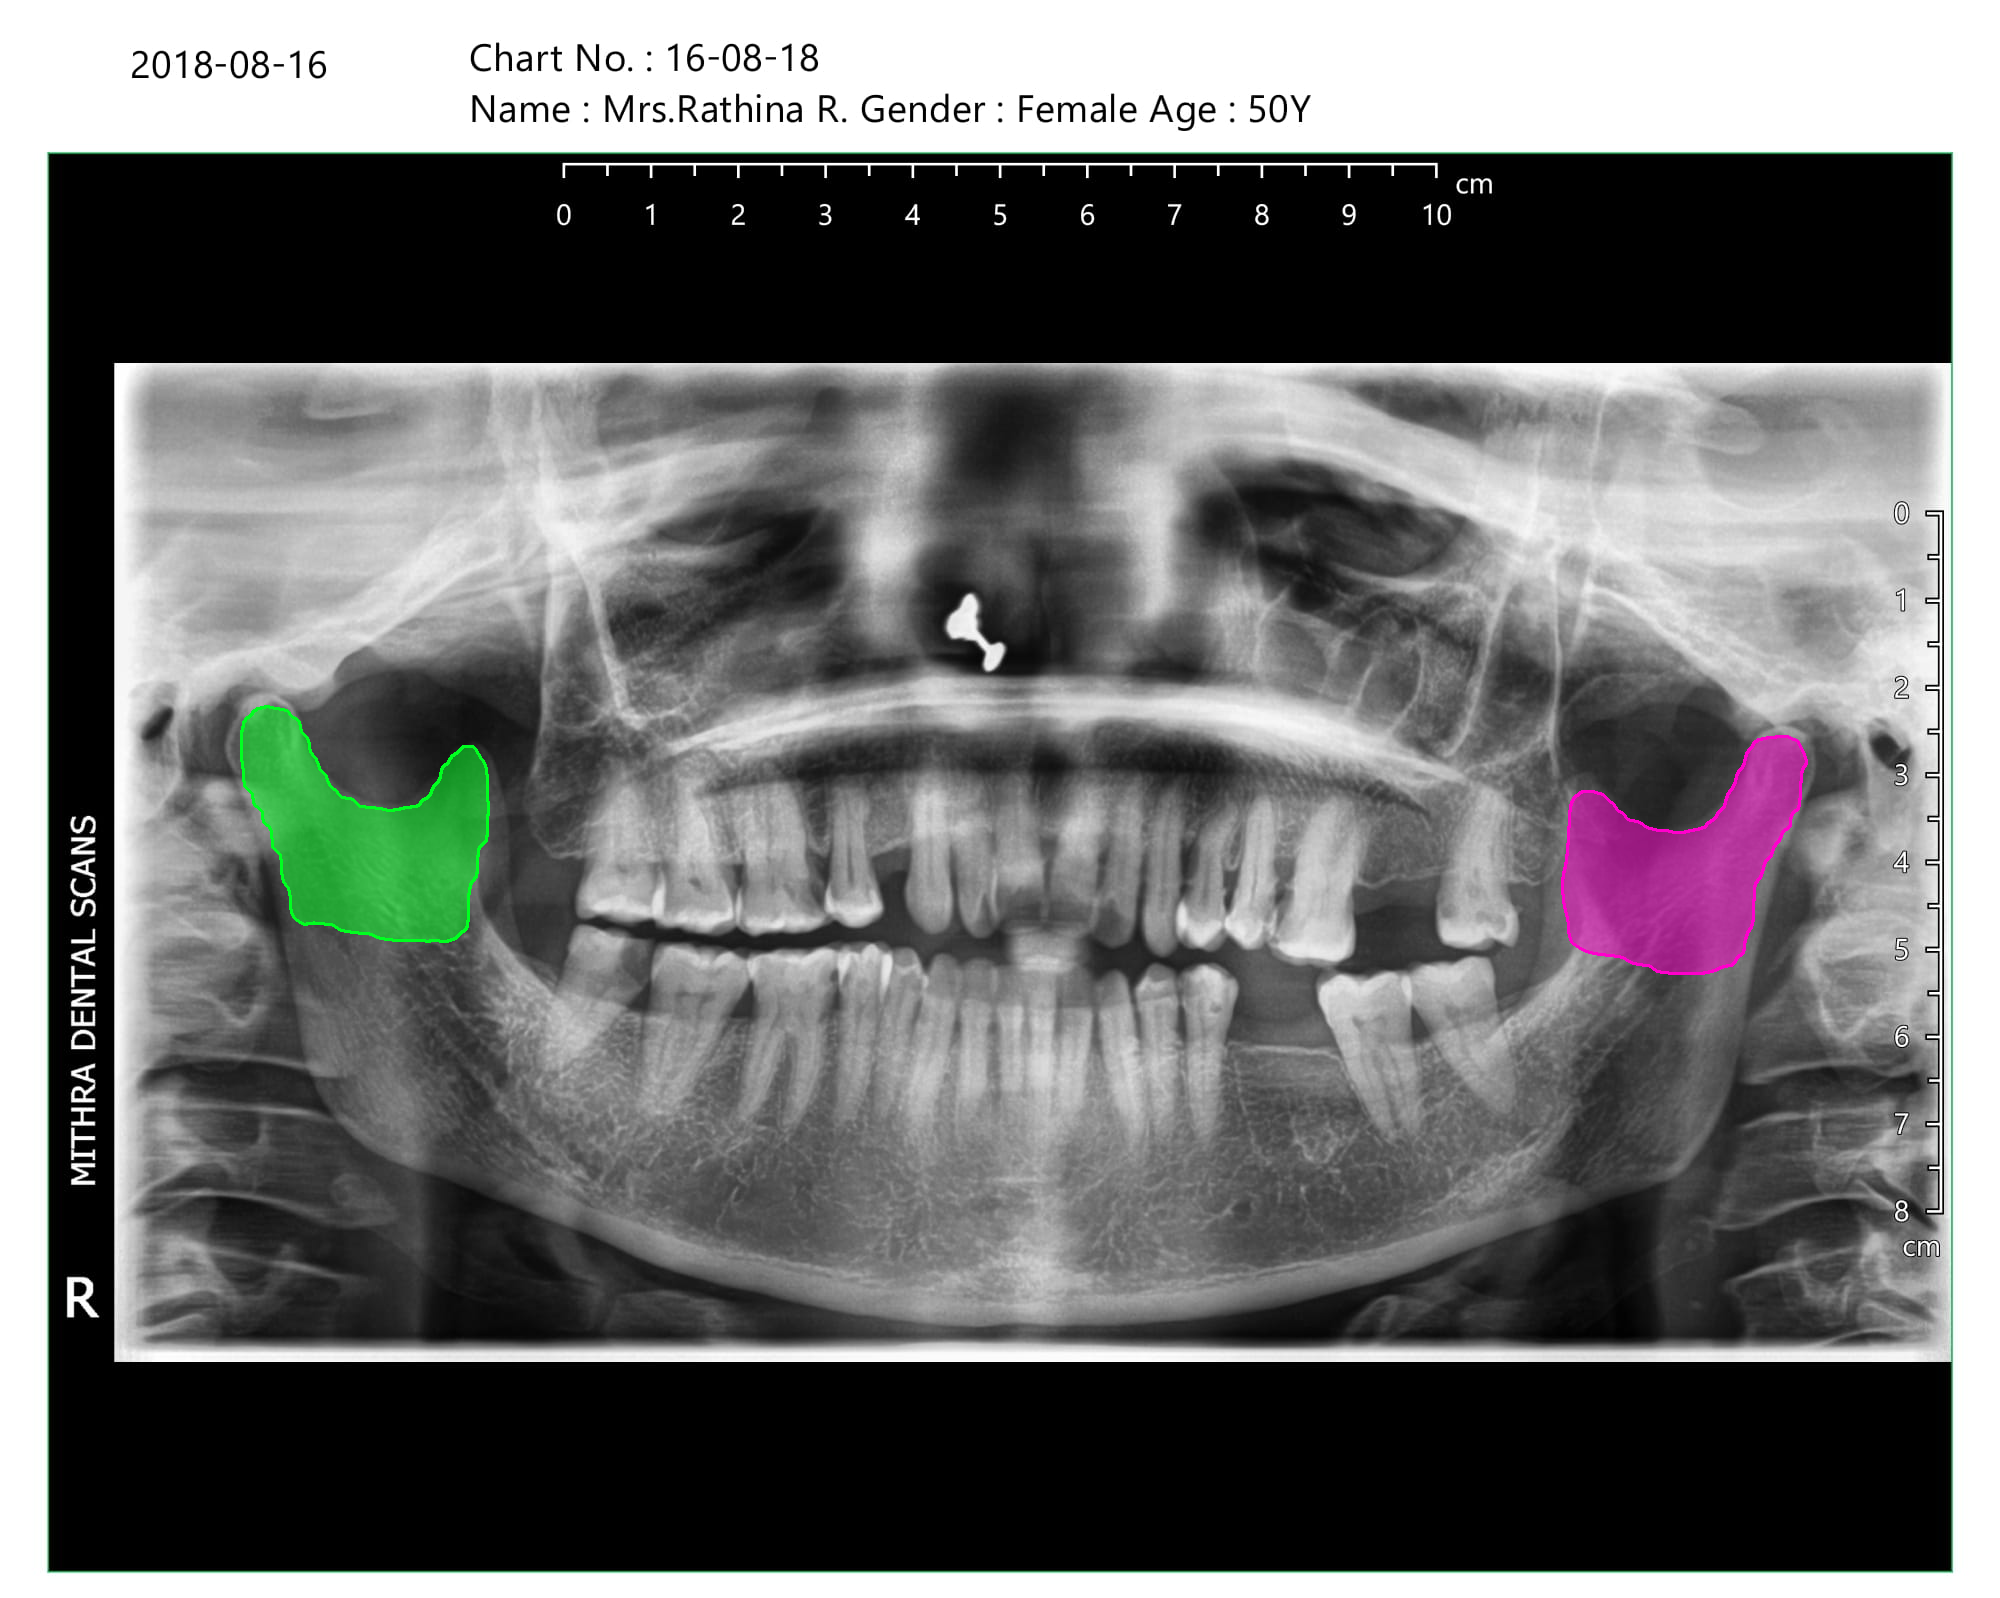 2018-08-16
Chart No. : 16-08-18
Name : Mrs.Rathina R. Gender : Female Age : 50Y
cm
0 1 2 3 4 5 6 7 8 9 10
0
1
2
3
4
5
6
7
8
cm
MITHRA DENTAL SCANS
R